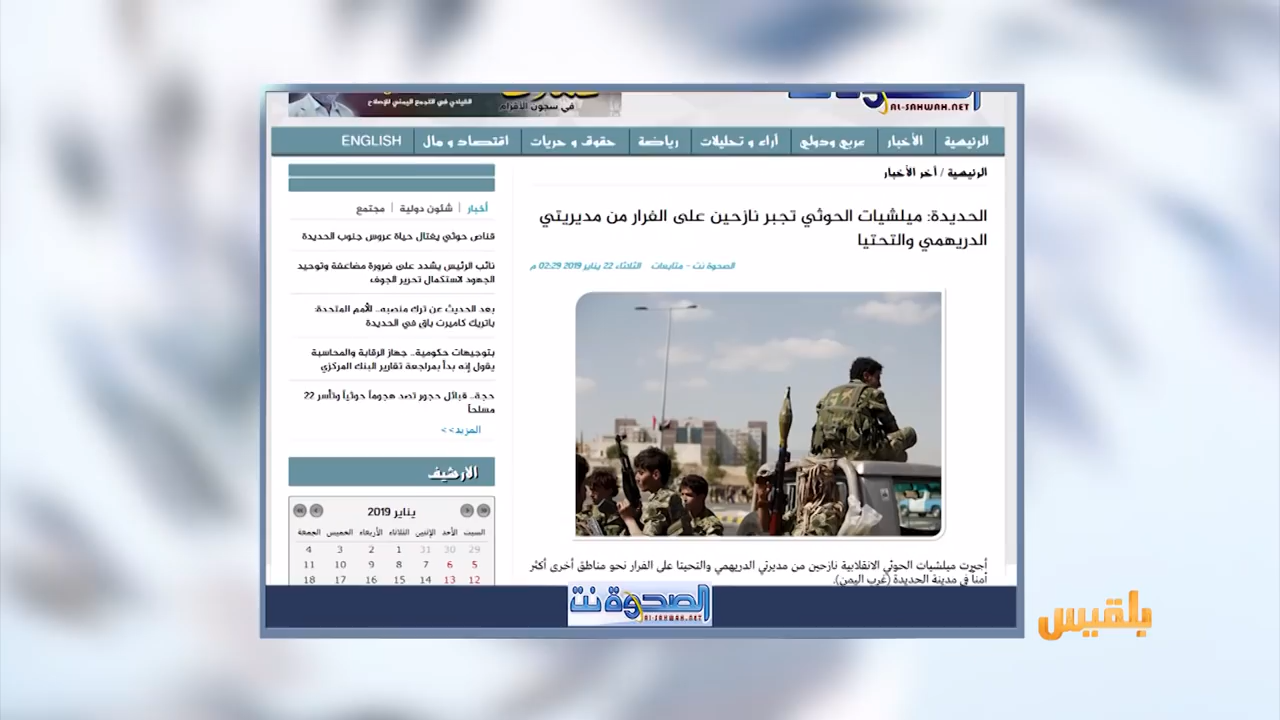 في سجون الأقزام
القيادي في التجمع اليمني للإصلاح
AL-SAHWAH.NET
الرئيسية
الأخبار
عربي ودولي
آراء و تحليلات
رياضة
حقوق و حريات
اقتصاد و مال
ENGLISH
الرئيسية / آخر الأخبار
الحديدة: ميلشيات الحوثي تجبر نازحين على الفرار من مديريتي
الدريهمي والتحتيا
الصحوة نت - متابعات الثلاثاء 22 يناير 2019 02:29 م
أجبرت ميلشيات الحوثي الانقلابية نازحين من مديرتي الدريهمي والتحيتا على الفرار نحو مناطق أخرى أكثر
أمناً في مدينة الحديدة (غرب اليمن).
أخبار | شئون دولية | مجتمع
قناص حوثي يغتال حياة عروس جنوب الحديدة
نائب الرئيس يشدد على ضرورة مضاعفة وتوحيد
الجهود لاستكمال تحرير الجوف
بعد الحديث عن ترك منصبه.. الأمم المتحدة:
باتريك كاميرت باق في الحديدة
بتوجيهات حكومية.. جهاز الرقابة والمحاسبة
يقول إنه بدأ بمراجعة تقارير البنك المركزي
حجة.. قبائل حجور تصد هجوماً حوثياً وتأسر 22
مسلحاً
المزيد>>
الارشيف
يناير 2019
السبت الأحد الإثنين الثلاثاء الأربعاء الخميس الجمعة
29 30 31 1 2 3 4
5 6 7 8 9 10 11
12 13 14 15 16 17 18
الصحوة نت
AL-SAHWAH.NET
بلقيس